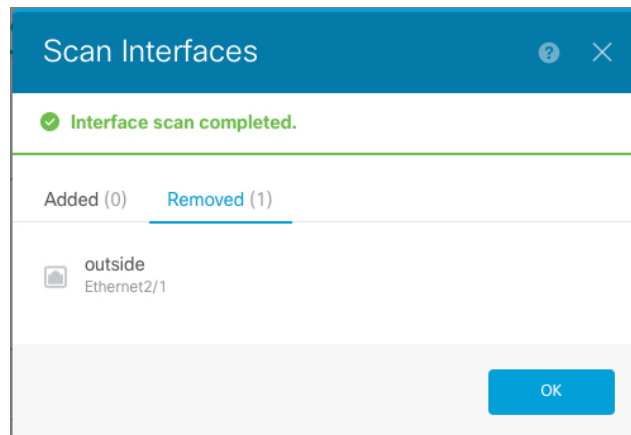 Scan Interfaces
Interface scan completed.
Added (0) Removed (1)
outside
Ethernet2/1
OK